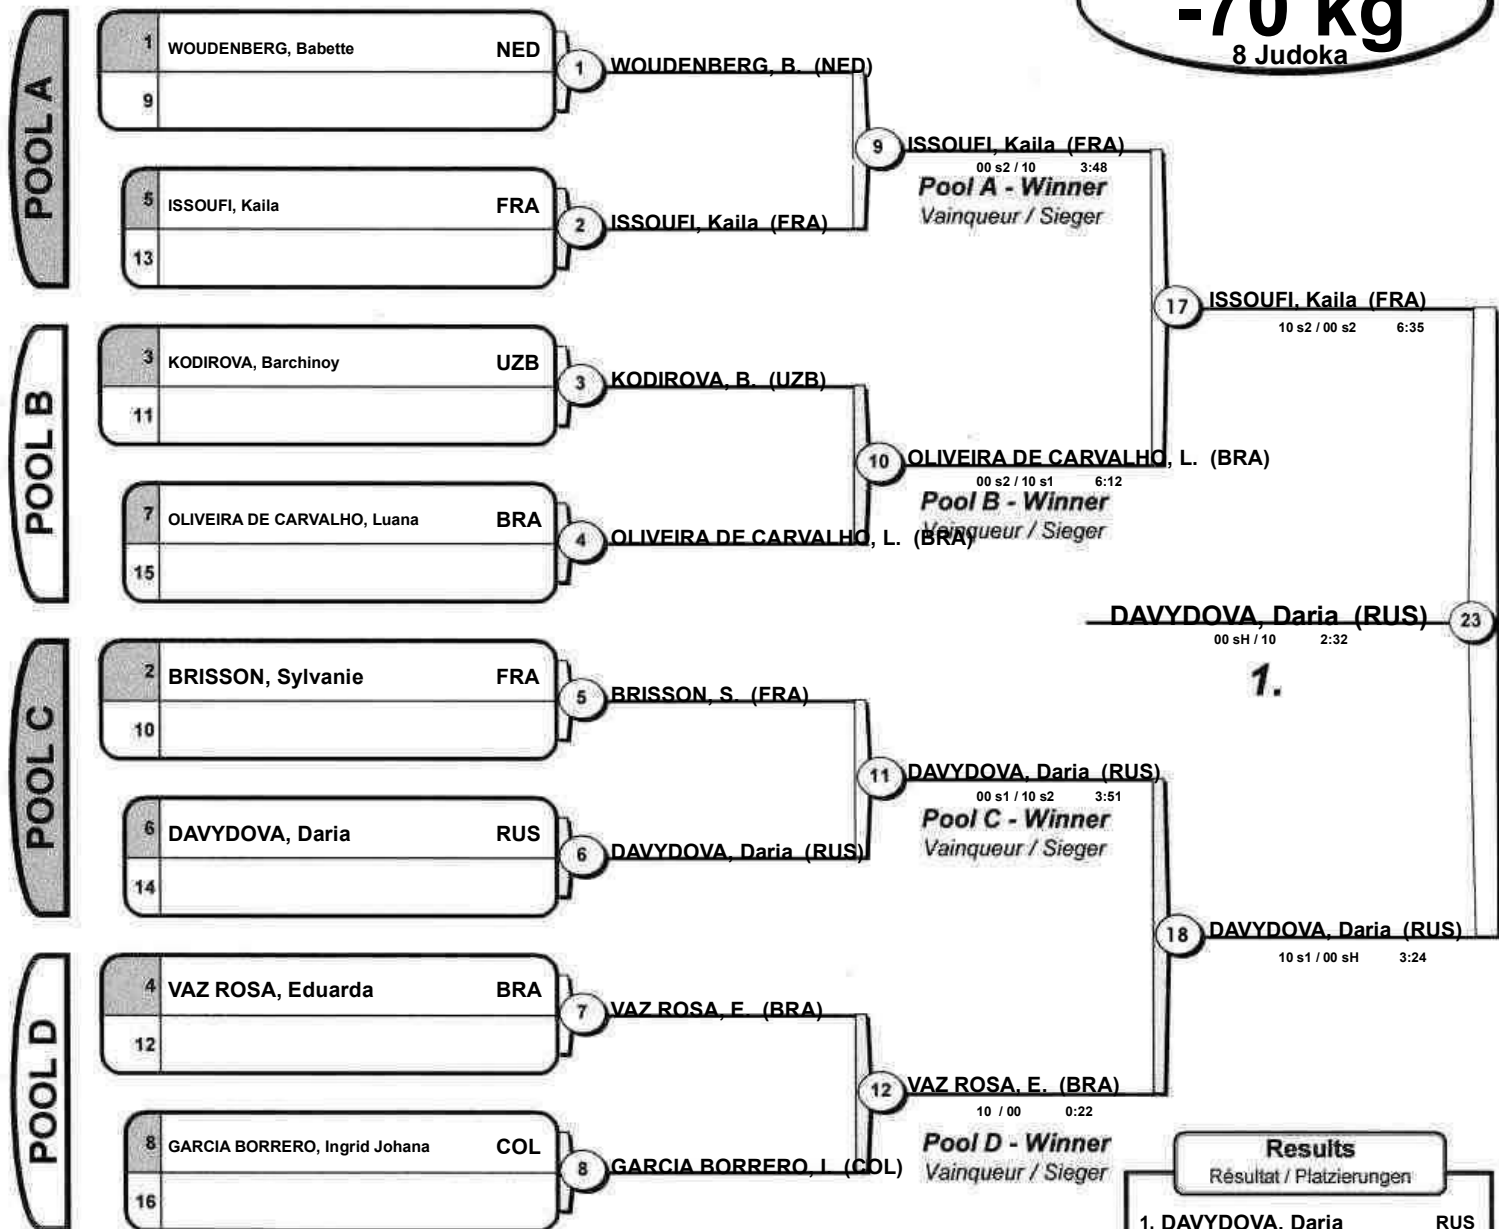 -70 kg
8 Judoka
POOL A
1 WOUDENBERG, Babette NED
9
5 ISSOUFI, Kaila FRA
13
1 WOUDENBERG, B. (NED)
2 ISSOUFI, Kaila (FRA)
9 ISSOUFI, Kaila (FRA)
00 s2 / 10 3:48
Pool A - Winner
Vainqueur / Sieger
POOL B
3 KODIROVA, Barchinoy UZB
11
7 OLIVEIRA DE CARVALHO, Luana BRA
15
3 KODIROVA, B. (UZB)
4 OLIVEIRA DE CARVALHO, L. (BRA)
10 OLIVEIRA DE CARVALHO, L. (BRA)
00 s2 / 10 s1 6:12
Pool B - Winner
Vainqueur / Sieger
17 ISSOUFI, Kaila (FRA)
10 s2 / 00 s2 6:35
DAVYDOVA, Daria (RUS) 23
00 sH / 10 2:32
1.
POOL C
2 BRISSON, Sylvanie FRA
10
6 DAVYDOVA, Daria RUS
14
5 BRISSON, S. (FRA)
6 DAVYDOVA, Daria (RUS)
11 DAVYDOVA, Daria (RUS)
00 s1 / 10 s2 3:51
Pool C - Winner
Vainqueur / Sieger
18 DAVYDOVA, Daria (RUS)
10 s1 / 00 sH 3:24
POOL D
4 VAZ ROSA, Eduarda BRA
12
8 GARCIA BORRERO, Ingrid Johana COL
16
7 VAZ ROSA, E. (BRA)
8 GARCIA BORRERO, I. (COL)
12 VAZ ROSA, E. (BRA)
10 / 00 0:22
Pool D - Winner
Vainqueur / Sieger
Results
Résultat / Platzierungen
1. DAVYDOVA, Daria RUS